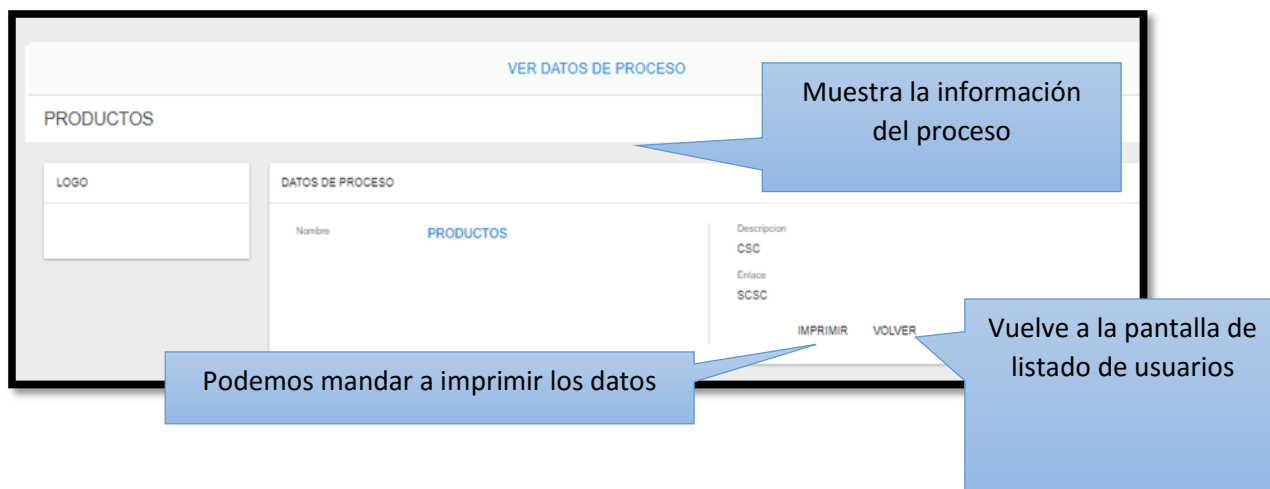 VER DATOS DE PROCESO
Muestra la información
del proceso
PRODUCTOS
LOGO
DATOS DE PROCESO
Nombre
PRODUCTOS
Descripcion
CSC
Enlace
SCSC
IMPRIMIR
VOLVER
Podemos mandar a imprimir los datos
Vuelve a la pantalla de
listado de usuarios